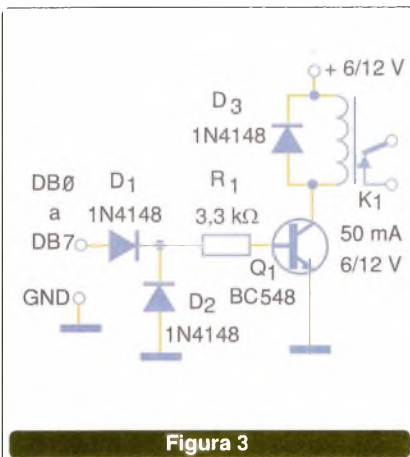 + 6/12 V
D3
1N4148
DBØ
a
DB7
D1
1N4148
R1
3,3 kΩ
K1
50 mA
6/12 V
Q1
BC548
GND
D2
1N4148
Figura 3